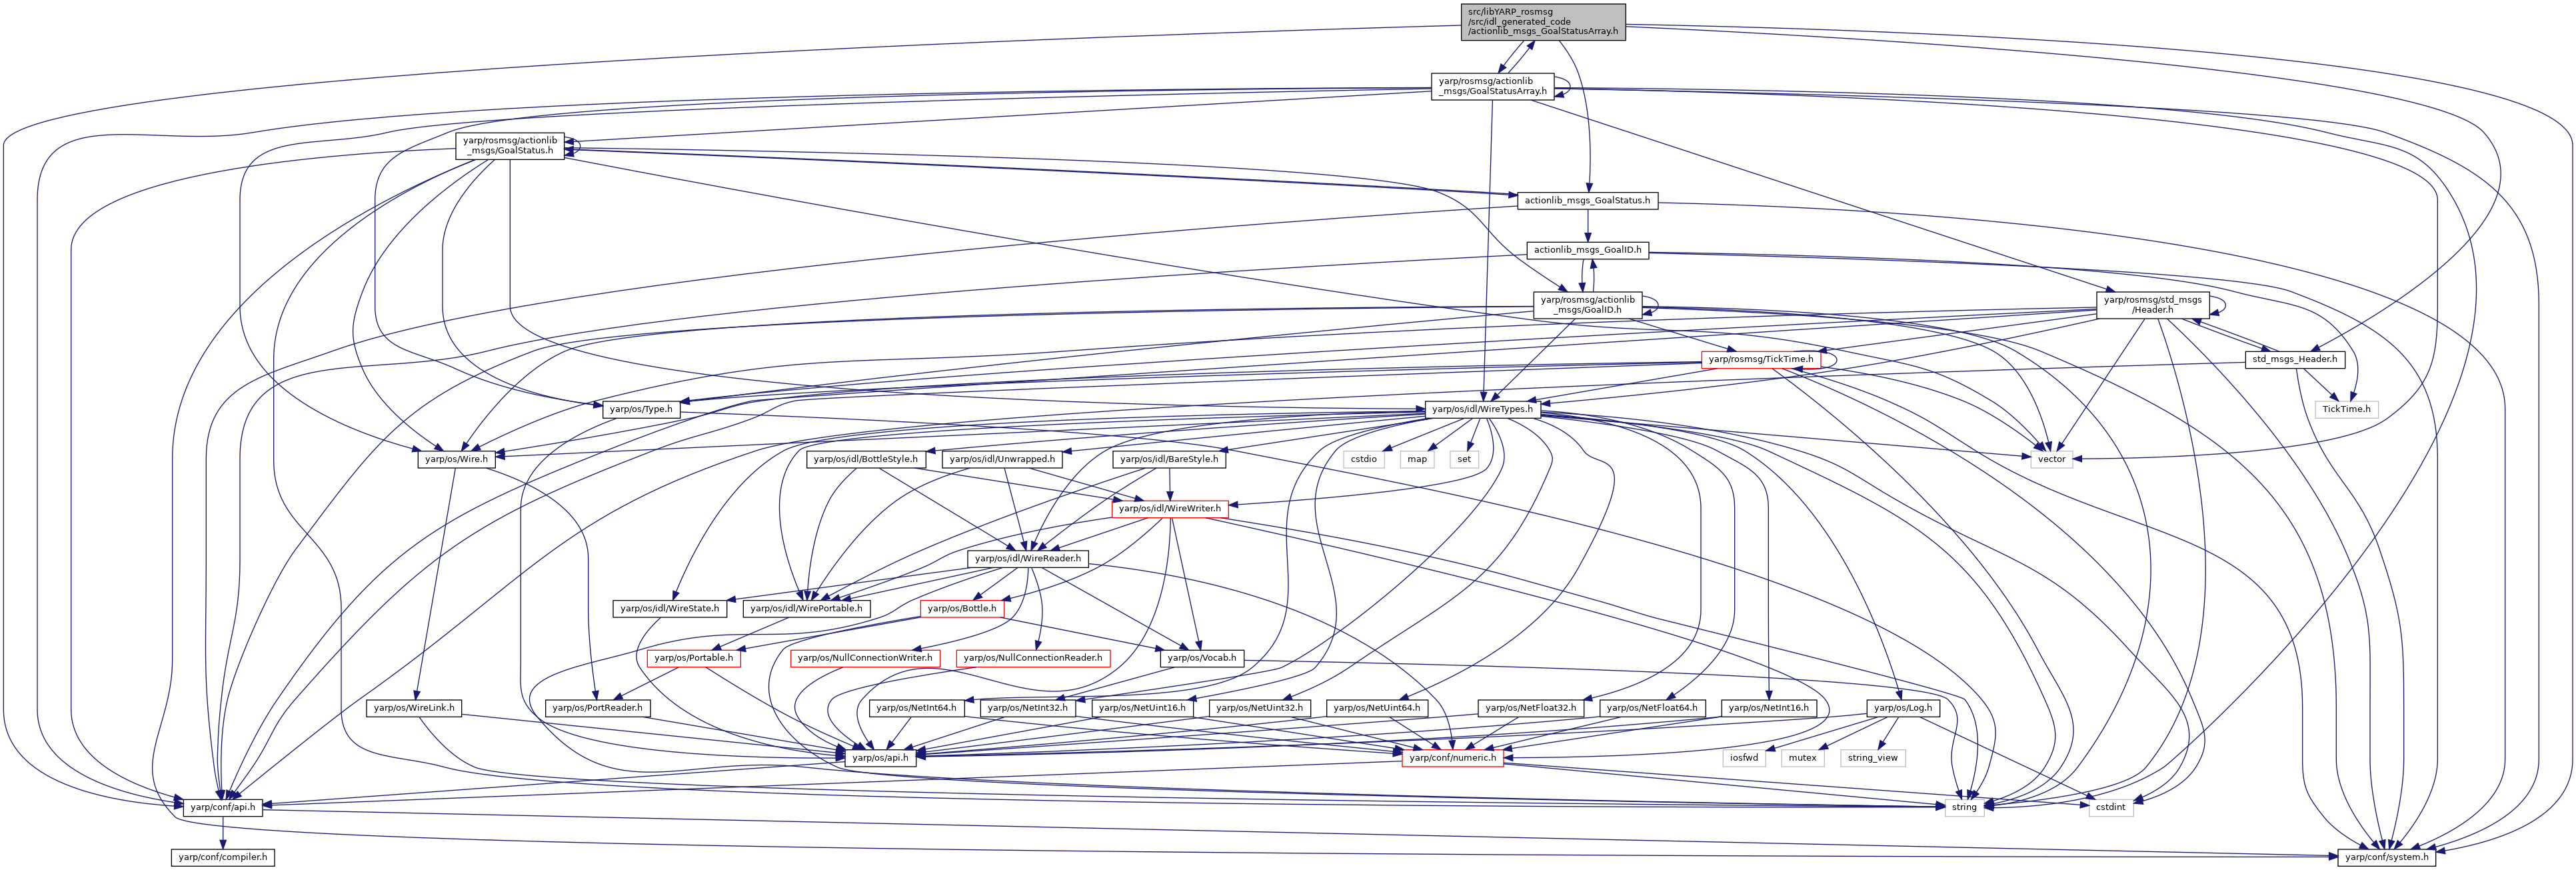 src/libYARP_rosmsg
/src/idl_generated_code
/actionlib_msgs_GoalStatusArray.h
yarp/rosmsg/actionlib
_msgs/GoalStatusArray.h
yarp/rosmsg/actionlib
_msgs/GoalStatus.h
actionlib_msgs_GoalStatus.h
actionlib_msgs_GoalID.h
yarp/rosmsg/actionlib
_msgs/GoalID.h
yarp/rosmsg/std_msgs
/Header.h
yarp/rosmsg/TickTime.h
std_msgs_Header.h
yarp/os/Type.h
yarp/os/idl/WireTypes.h
TickTime.h
yarp/os/Wire.h
yarp/os/idl/BottleStyle.h
yarp/os/idl/Unwrapped.h
yarp/os/idl/BareStyle.h
cstdio
map
set
vector
yarp/os/idl/WireWriter.h
yarp/os/idl/WireReader.h
yarp/os/idl/WireState.h
yarp/os/idl/WirePortable.h
yarp/os/Bottle.h
yarp/os/Portable.h
yarp/os/NullConnectionWriter.h
yarp/os/NullConnectionReader.h
yarp/os/Vocab.h
yarp/os/WireLink.h
yarp/os/PortReader.h
yarp/os/NetInt64.h
yarp/os/NetInt32.h
yarp/os/NetUint16.h
yarp/os/NetUint32.h
yarp/os/NetUint64.h
yarp/os/NetFloat32.h
yarp/os/NetFloat64.h
yarp/os/NetInt16.h
yarp/os/Log.h
yarp/os/api.h
yarp/conf/numeric.h
iosfwd
mutex
string_view
yarp/conf/api.h
string
cstdint
yarp/conf/compiler.h
yarp/conf/system.h